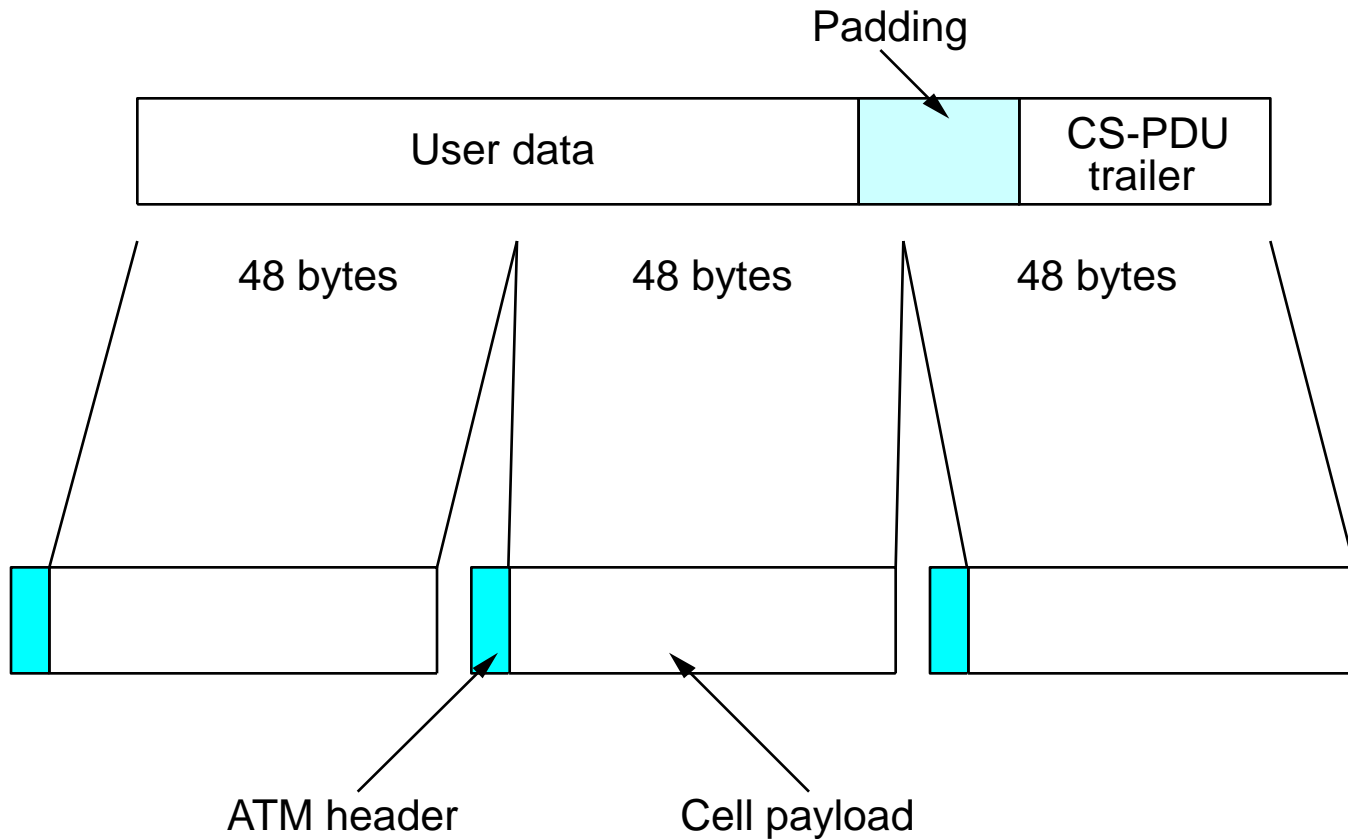 Padding
User data
CS-PDU
trailer
48 bytes
48 bytes
48 bytes
ATM header
Cell payload